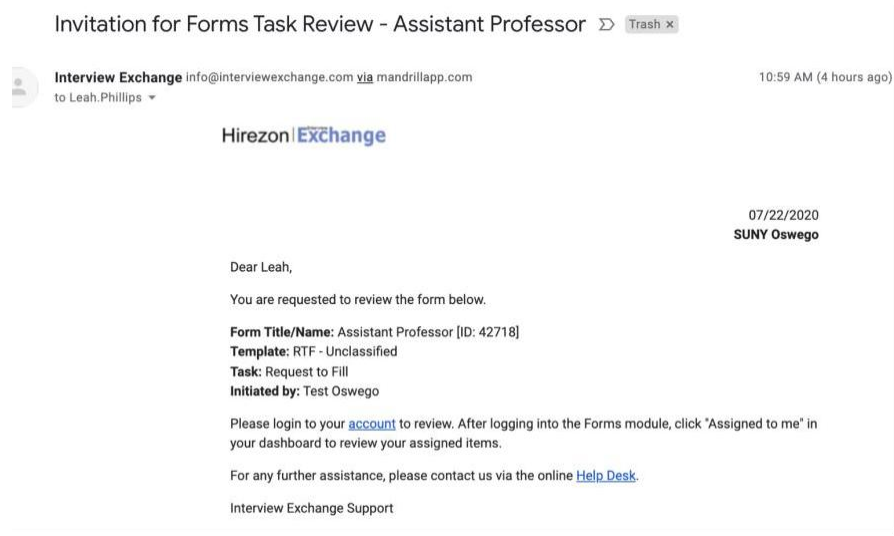 Invitation for Forms Task Review - Assistant Professor Trash ×
Interview Exchange info@interviewexchange.com via mandrillapp.com 10:59 AM (4 hours ago)
to Leah.Phillips
Hirezon|Exchange
07/22/2020
SUNY Oswego
Dear Leah,
You are requested to review the form below.
Form Title/Name: Assistant Professor [ID: 42718]
Template: RTF - Unclassified
Task: Request to Fill
Initiated by: Test Oswego
Please login to your account to review. After logging into the Forms module, click "Assigned to me" in
your dashboard to review your assigned items.
For any further assistance, please contact us via the online Help Desk.
Interview Exchange Support